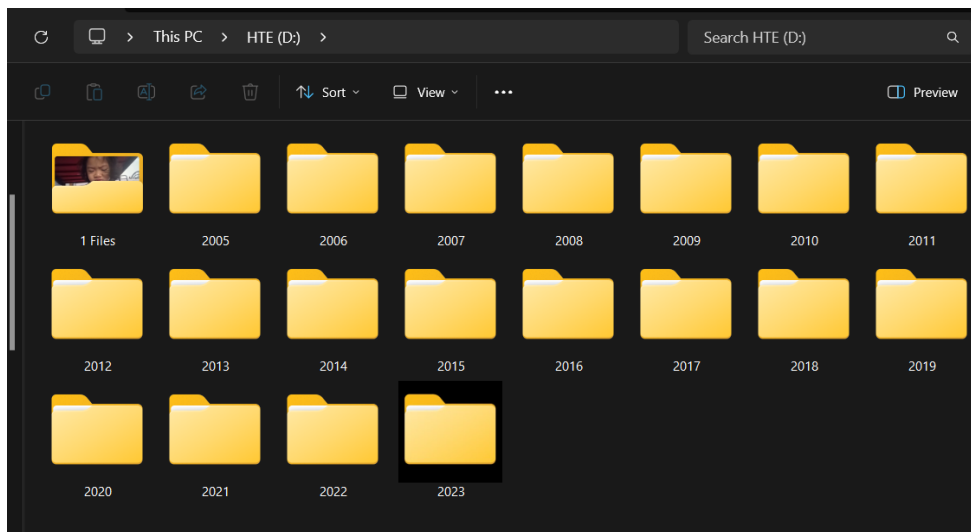 This PC > HTE (D:) > Search HTE (D:)
Sort View ••• Preview
1 Files 2005 2006 2007 2008 2009 2010 2011
2012 2013 2014 2015 2016 2017 2018 2019
2020 2021 2022 2023